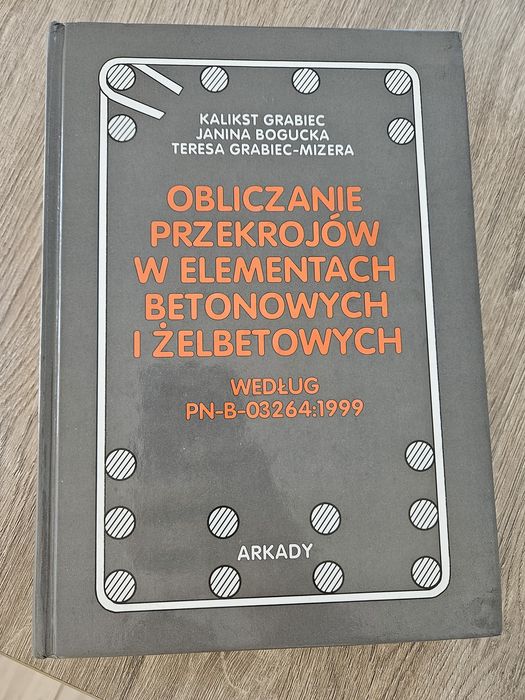 KALIKST GRABIEC
JANINA BOGUCKA
TERESA GRABIEC-MIZERA
OBLICZANIE
PRZEKROJÓW
W ELEMENTACH
BETONOWYCH
I ŻELBETOWYCH
WEDŁUG
PN-B-03264:1999
ARKADY